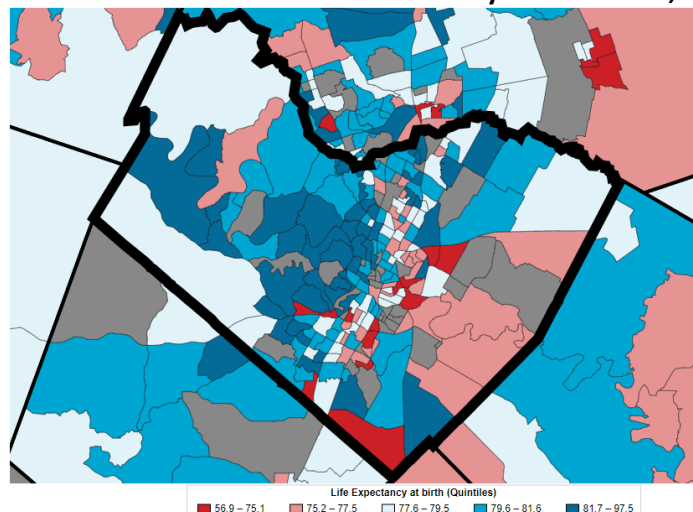 Life Expectancy at birth (Quintiles)
56.9 – 75.1 75.2 – 77.5 77.6 – 79.5 79.6 – 81.6 81.7 – 97.5